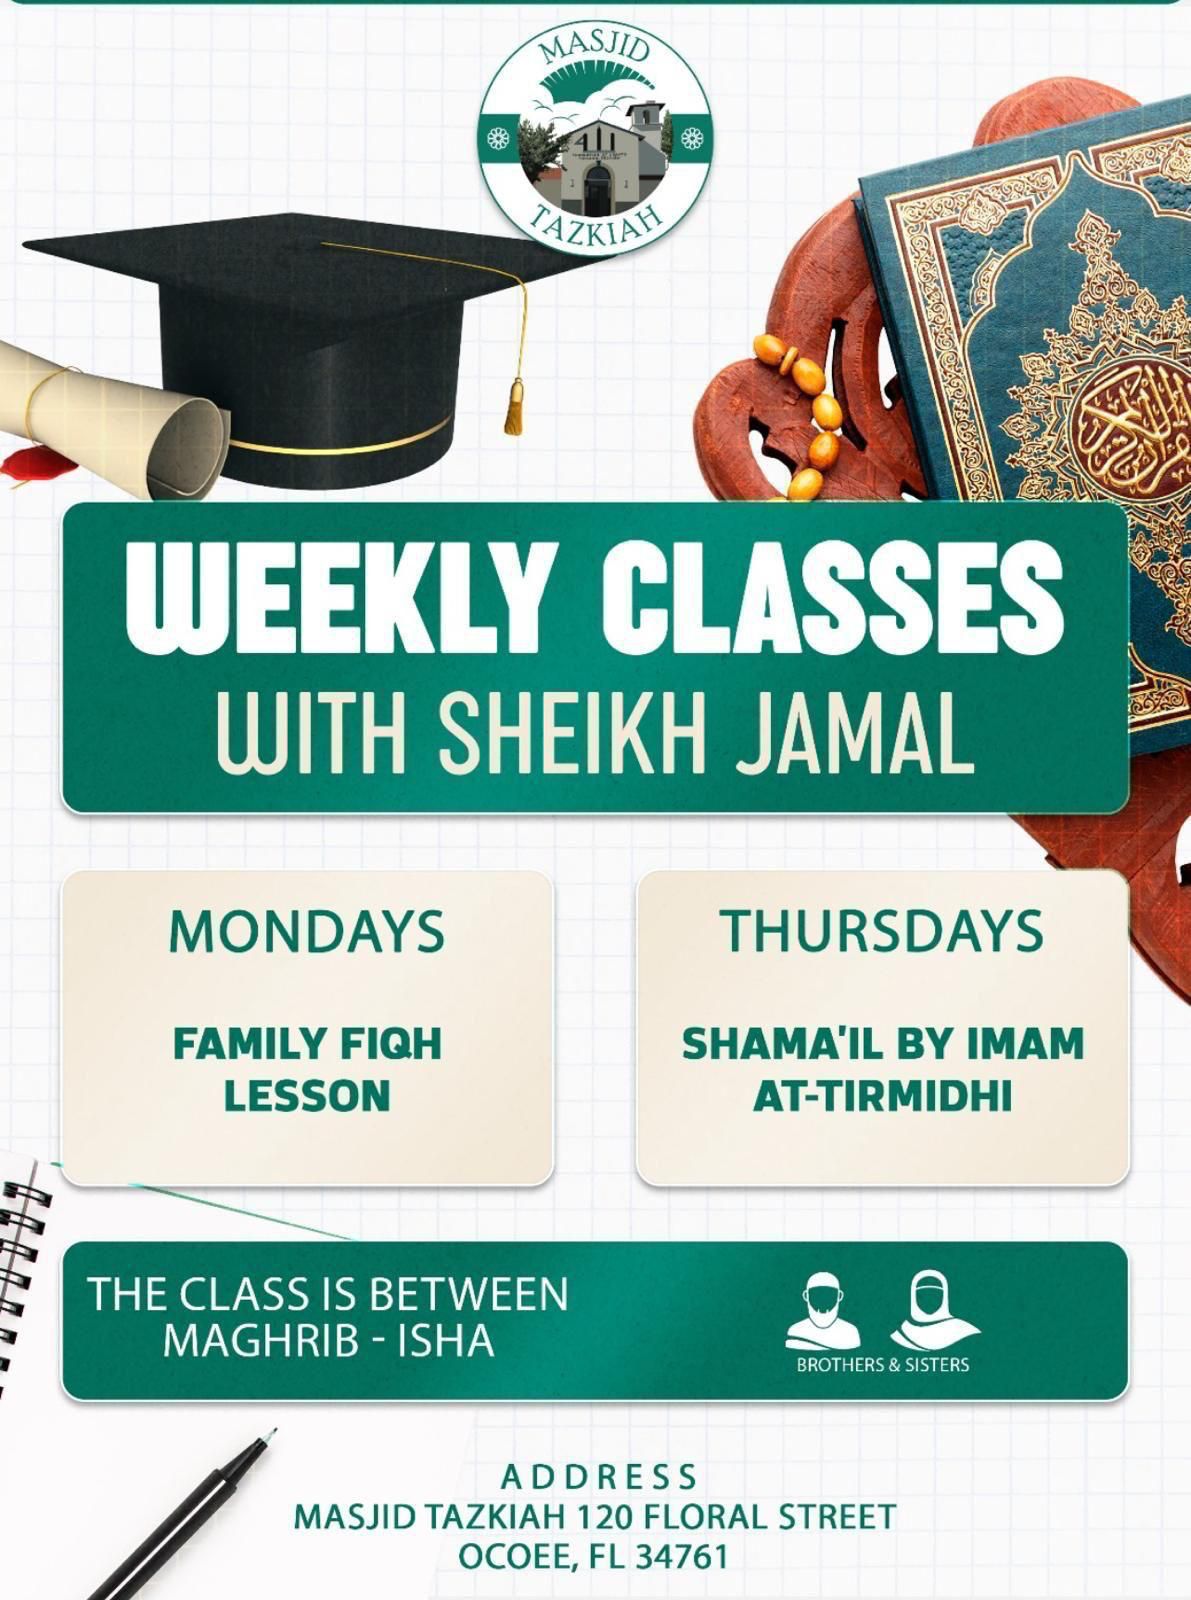 MASJID
411
TAZKIAH
WEEKLY CLASSES
WITH SHEIKH JAMAL
MONDAYS
FAMILY FIQH
LESSON
THURSDAYS
SHAMA'IL BY IMAM
AT-TIRMIDHI
THE CLASS IS BETWEEN
MAGHRIB - ISHA
BROTHERS & SISTERS
ADDRESS
MASJID TAZKIAH 120 FLORAL STREET
OCOEE, FL 34761